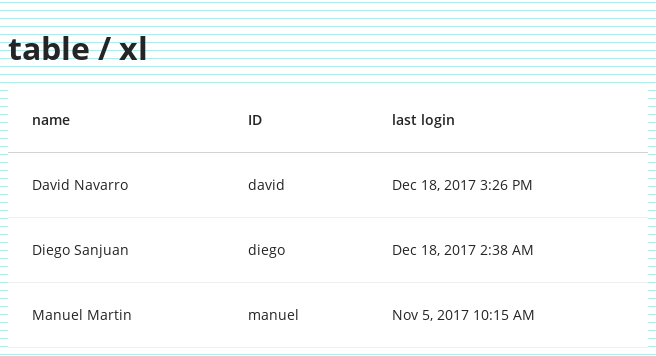 table / xl
name ID last login
David Navarro david Dec 18, 2017 3:26 PM
Diego Sanjuan diego Dec 18, 2017 2:38 AM
Manuel Martin manuel Nov 5, 2017 10:15 AM